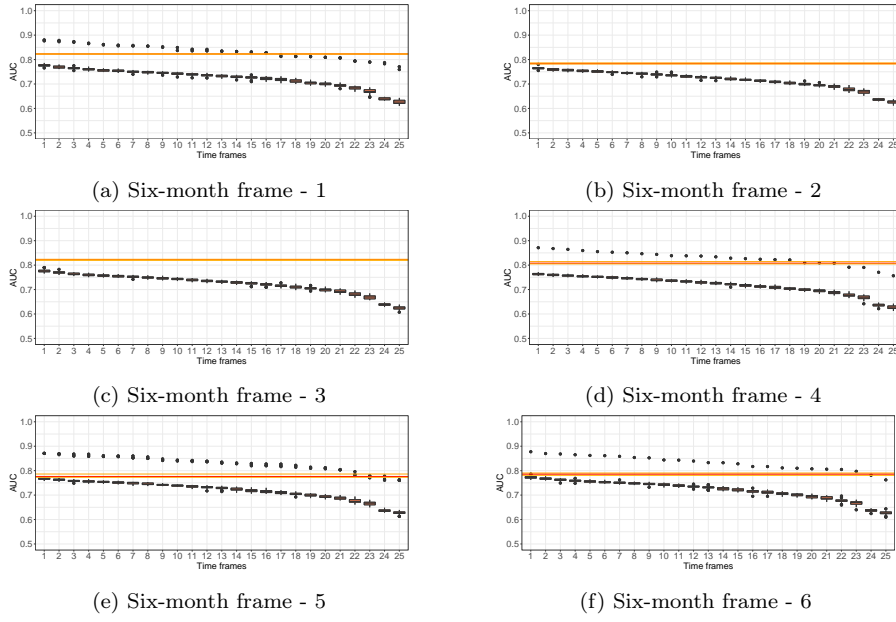 1.0
0.9
0.8
0.7
0.6
0.5
AUC
1 2 3 4 5 6 7 8 9 10 11 12 13 14 15 16 17 18 19 20 21 22 23 24 25
Time frames
(a) Six-month frame - 1
1.0
0.9
0.8
0.7
0.6
0.5
AUC
1 2 3 4 5 6 7 8 9 10 11 12 13 14 15 16 17 18 19 20 21 22 23 24 25
Time frames
(b) Six-month frame - 2
1.0
0.9
0.8
0.7
0.6
0.5
AUC
1 2 3 4 5 6 7 8 9 10 11 12 13 14 15 16 17 18 19 20 21 22 23 24 25
Time frames
(c) Six-month frame - 3
1.0
0.9
0.8
0.7
0.6
0.5
AUC
1 2 3 4 5 6 7 8 9 10 11 12 13 14 15 16 17 18 19 20 21 22 23 24 25
Time frames
(d) Six-month frame - 4
1.0
0.9
0.8
0.7
0.6
0.5
AUC
1 2 3 4 5 6 7 8 9 10 11 12 13 14 15 16 17 18 19 20 21 22 23 24 25
Time frames
(e) Six-month frame - 5
1.0
0.9
0.8
0.7
0.6
0.5
AUC
1 2 3 4 5 6 7 8 9 10 11 12 13 14 15 16 17 18 19 20 21 22 23 24 25
Time frames
(f) Six-month frame - 6